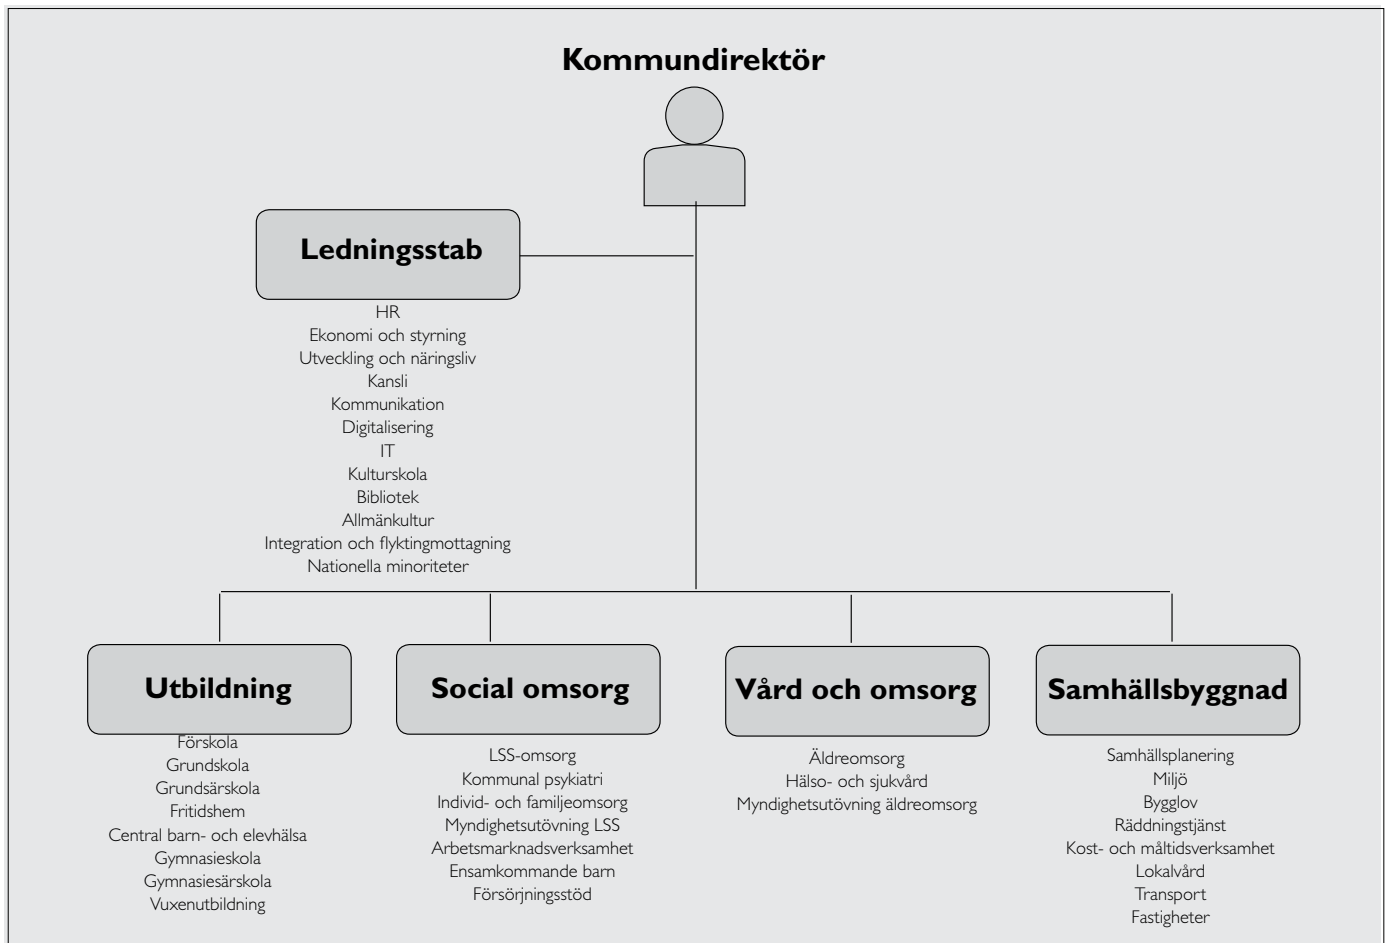 Kommundirektör
Ledningsstab
HR
Ekonomi och styrning
Utveckling och näringsliv
Kansli
Kommunikation
Digitalisering
IT
Kulturskola
Bibliotek
Allmänkultur
Integration och flyktingmottagning
Nationella minoriteter
Utbildning
Förskola
Grundskola
Grundsärskola
Fritidshem
Central barn- och elevhälsa
Gymnasieskola
Gymnasiesärskola
Vuxenutbildning
Social omsorg
LSS-omsorg
Kommunal psykiatri
Individ- och familjeomsorg
Myndighetsutövning LSS
Arbetsmarknadsverksamhet
Ensamkommande barn
Försörjningsstöd
Vård och omsorg
Äldreomsorg
Hälso- och sjukvård
Myndighetsutövning äldreomsorg
Samhällsbyggnad
Samhällsplanering
Miljö
Bygglov
Räddningstjänst
Kost- och måltidsverksamhet
Lokalvård
Transport
Fastigheter